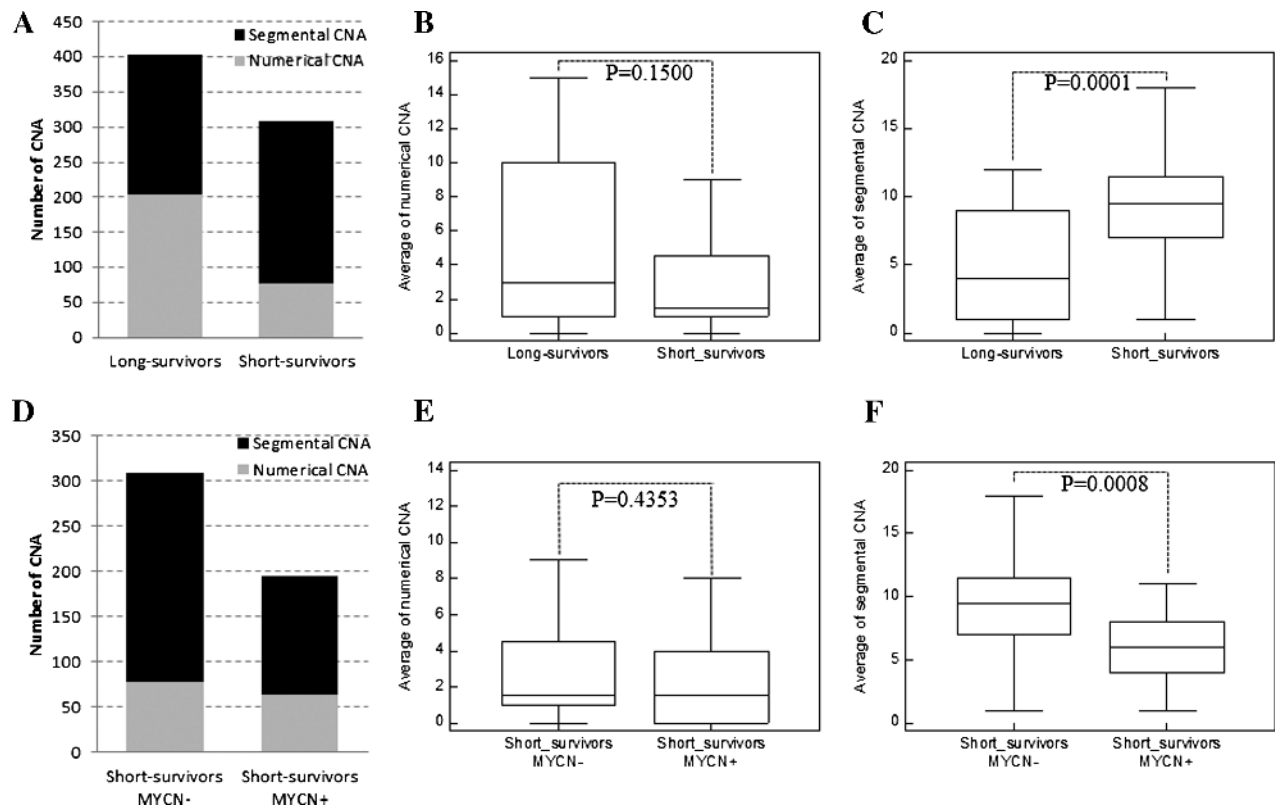 A
Segmental CNA
Numerical CNA
Number of CNA
450
400
350
300
250
200
150
100
50
0
Long-survivors Short-survivors
B
P=0.1500
Average of numerical CNA
16
14
12
10
8
6
4
2
0
Long-survivors Short_survivors
C
P=0.0001
Average of segmental CNA
20
15
10
5
0
Long-survivors Short_survivors
D
Segmental CNA
Numerical CNA
Number of CNA
350
300
250
200
150
100
50
0
Short-survivors Short-survivors
MYCN- MYCN+
E
P=0.4353
Average of numerical CNA
14
12
10
8
6
4
2
0
Short_survivors Short_survivors
MYCN- MYCN+
F
P=0.0008
Average of segmental CNA
20
15
10
5
0
Short_survivors Short_survivors
MYCN- MYCN+